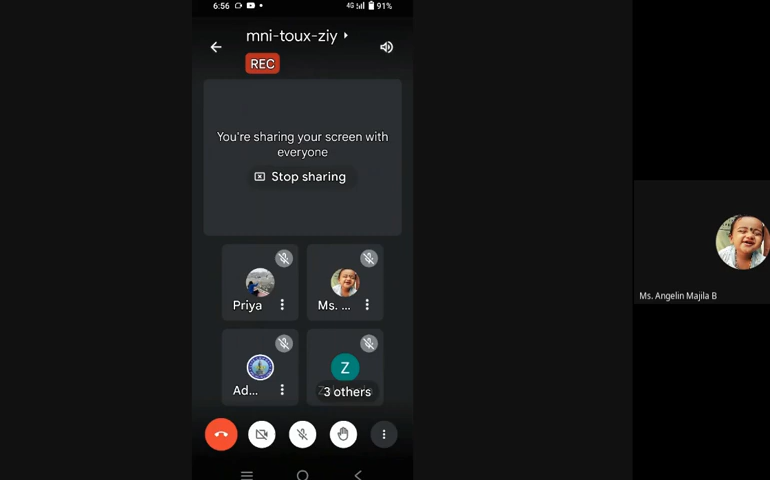 6:56 4G 91%
mni-toux-ziy
REC
You're sharing your screen with
everyone
Stop sharing
Priya
Ms. ...
Ad...
Z
3 others
Ms. Angelin Majila B